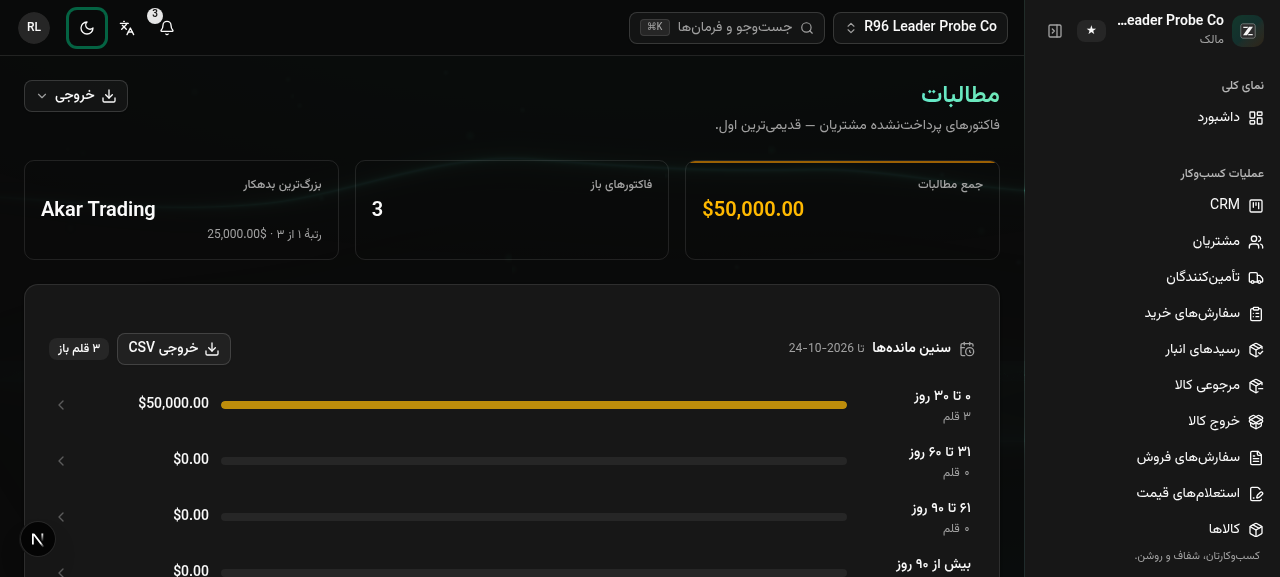 …eader Probe Co
مالک
نمای کلی
داشبورد
عملیات کسب‌وکار
CRM
مشتریان
تأمین‌کنندگان
سفارش‌های خرید
رسیدهای انبار
مرجوعی کالا
خروج کالا
سفارش‌های فروش
استعلام‌های قیمت
کالاها
کسب‌وکارتان، شفاف و روشن.
R96 Leader Probe Co
جست‌وجو و فرمان‌ها ⌘K
3
RL
مطالبات
فاکتورهای پرداخت‌نشده مشتریان — قدیمی‌ترین اول.
خروجی
جمع مطالبات
$50,000.00
فاکتورهای باز
3
بزرگ‌ترین بدهکار
Akar Trading
رتبهٔ ۱ از ۳ · $25,000.00
سنین مانده‌ها تا 2026-10-24
خروجی CSV
۳ قلم باز
۰ تا ۳۰ روز
۳ قلم
$50,000.00
۳۱ تا ۶۰ روز
۰ قلم
$0.00
۶۱ تا ۹۰ روز
۰ قلم
$0.00
بیش از ۹۰ روز
$0.00
N